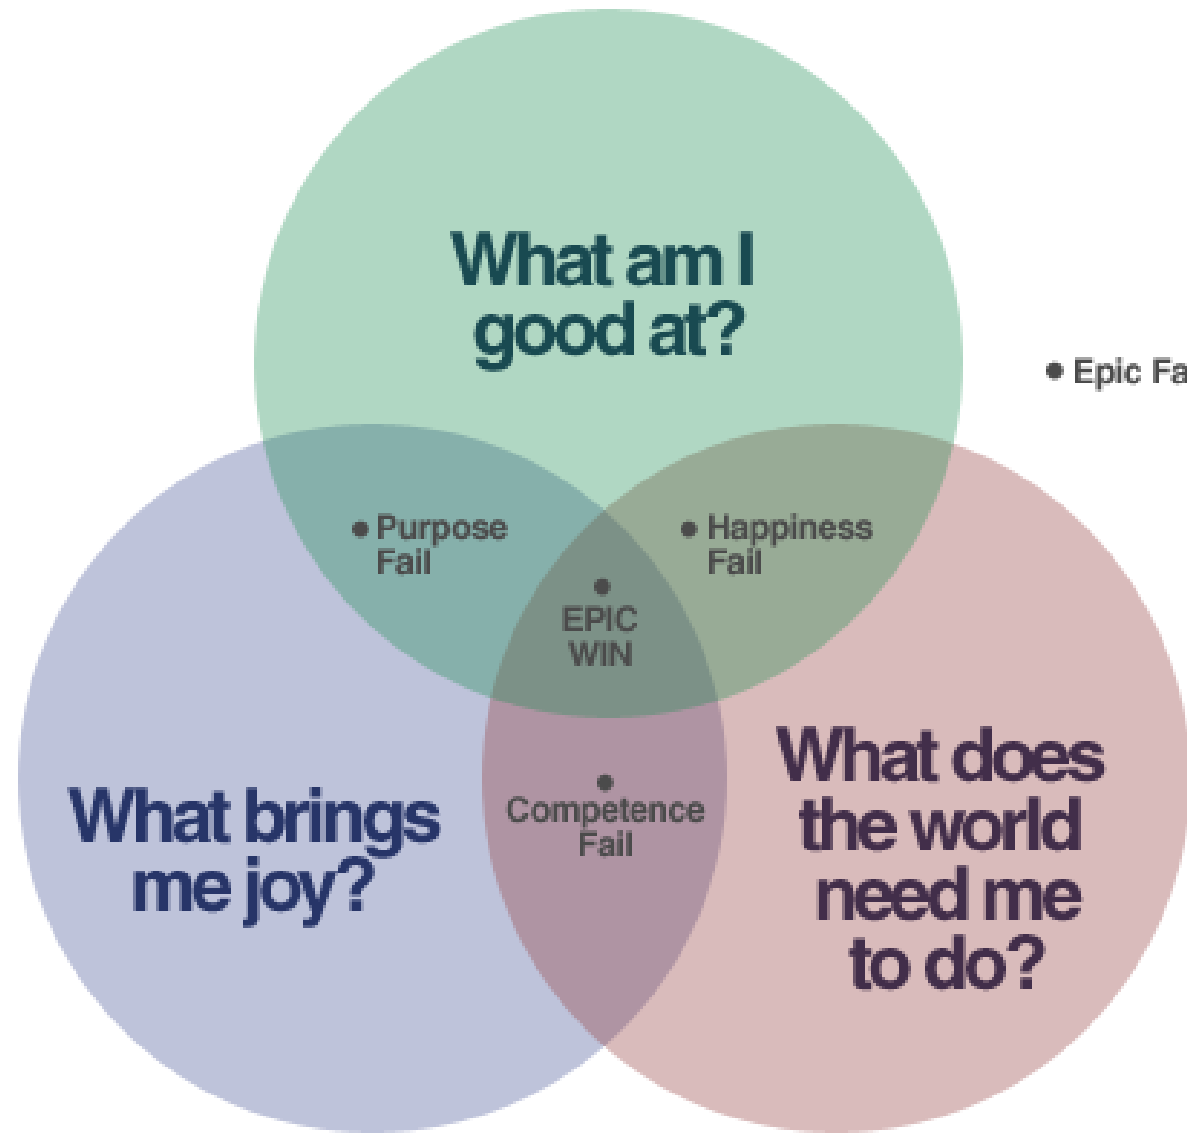 What am I
good at?
Epic Fa
Purpose
Fail
Happiness
Fail
EPIC
WIN
What brings
me joy?
Competence
Fail
What does
the world
need me
to do?